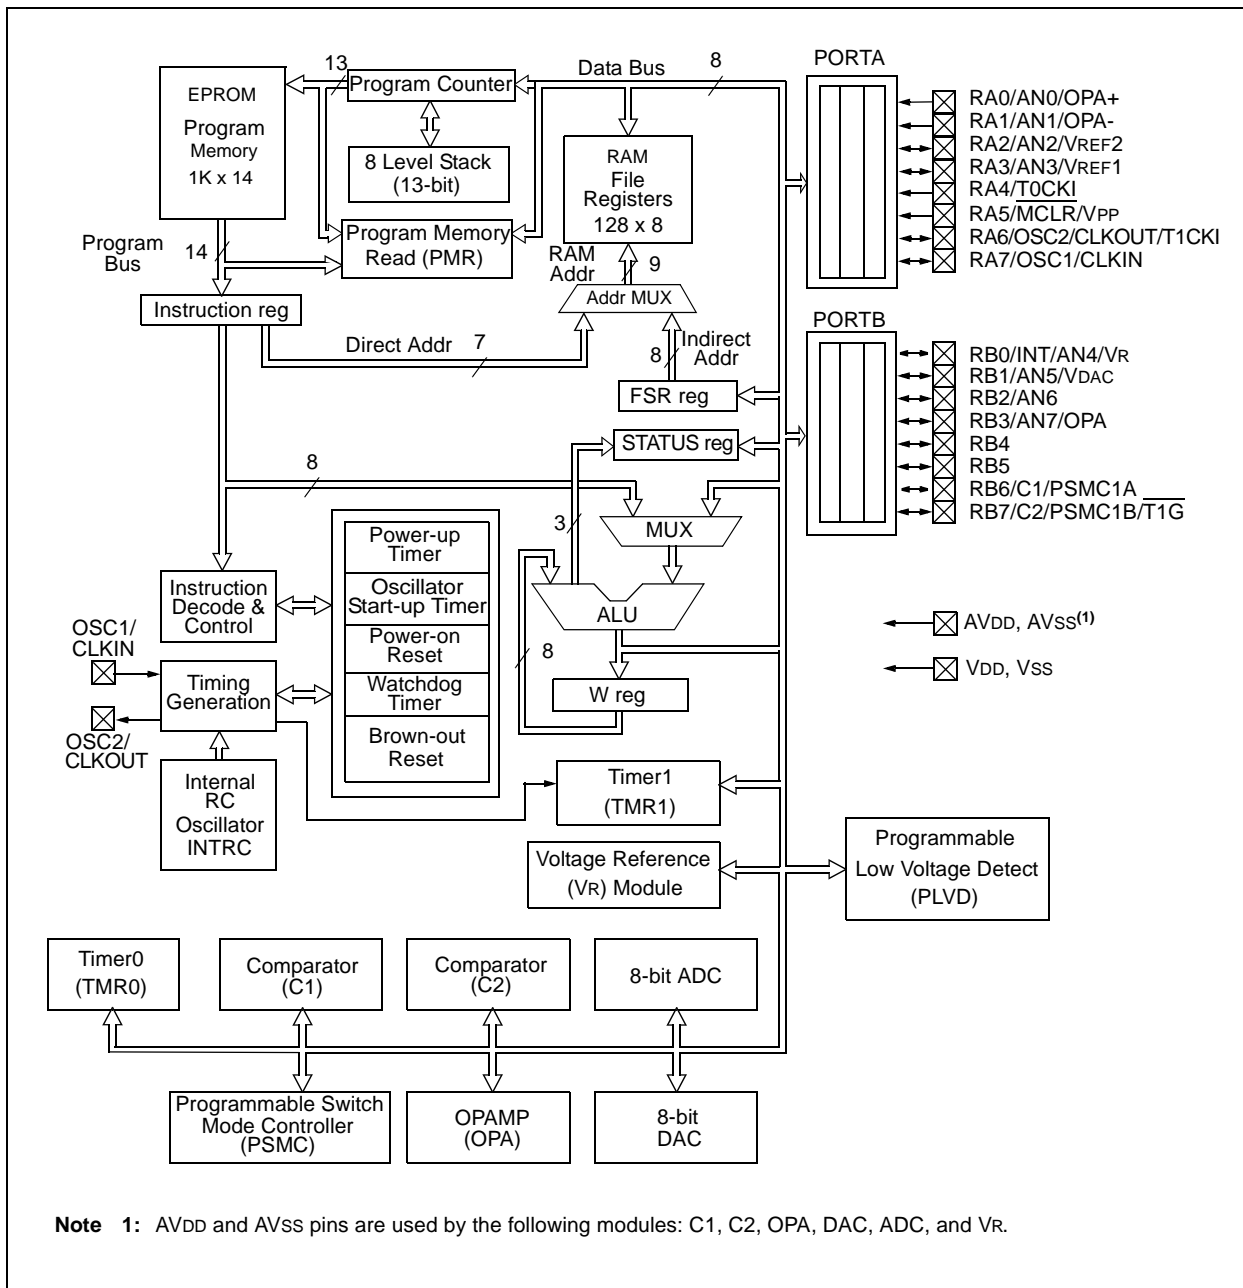 EPROM
Program
Memory
1K x 14
13
Program Counter
8 Level Stack
(13-bit)
Program Memory
Read (PMR)
Data Bus
8
RAM
File
Registers
128 x 8
RAM
Addr
9
Addr MUX
Program
Bus
14
Instruction reg
Direct Addr
7
8
Indirect
Addr
FSR reg
STATUS reg
8
3
MUX
ALU
8
W reg
Instruction
Decode &
Control
OSC1/
CLKIN
Timing
Generation
OSC2/
CLKOUT
Internal
RC
Oscillator
INTRC
Power-up
Timer
Oscillator
Start-up Timer
Power-on
Reset
Watchdog
Timer
Brown-out
Reset
Timer1
(TMR1)
Voltage Reference
(VR) Module
Programmable
Low Voltage Detect
(PLVD)
PORTA
RA0/AN0/OPA+
RA1/AN1/OPA-
RA2/AN2/VREF2
RA3/AN3/VREF1
RA4/T0CKI
RA5/MCLR/VPP
RA6/OSC2/CLKOUT/T1CKI
RA7/OSC1/CLKIN
PORTB
RB0/INT/AN4/VR
RB1/AN5/VDAC
RB2/AN6
RB3/AN7/OPA
RB4
RB5
RB6/C1/PSMC1A
RB7/C2/PSMC1B/T1G
AVDD, AVSS(1)
VDD, VSS
Timer0
(TMR0)
Comparator
(C1)
Comparator
(C2)
8-bit ADC
Programmable Switch
Mode Controller
(PSMC)
OPAMP
(OPA)
8-bit
DAC
Note 1: AVDD and AVSS pins are used by the following modules: C1, C2, OPA, DAC, ADC, and VR.